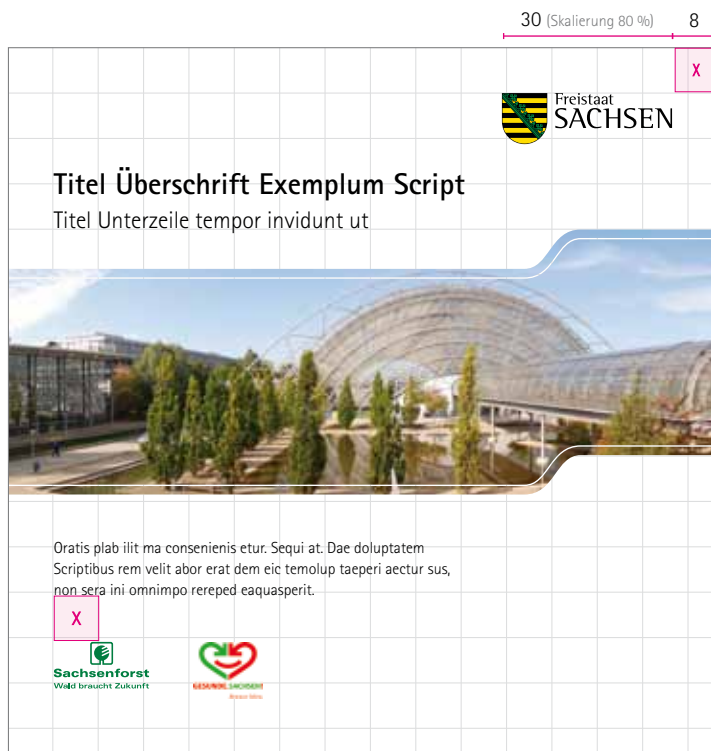 30 (Skalierung 80 %)
8
X
Freistaat
SACHSEN
Titel Überschrift Exemplum Script
Titel Unterzeile tempor invidunt ut
Oratis plab ilit ma consenienis etur. Sequi at. Dae doluptatem
Scriptibus rem velit abor erat dem eic temolup taeperi aectur sus,
non sera ini omnimpo rereped eaquasperit.
X
Sachsenforst
Wald braucht Zukunft
GESUNDE SACHSEN!